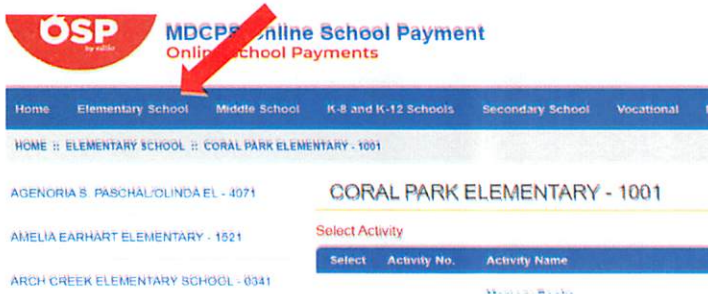 OSP
MDCPS Online School Payment
by edilio
Online School Payments
Home Elementary School Middle School K-8 and K-12 Schools Secondary School Vocational
HOME :: ELEMENTARY SCHOOL :: CORAL PARK ELEMENTARY - 1001
AGENORIA S. PASCHAL/OLINDA EL - 4071
CORAL PARK ELEMENTARY - 1001
AMELIA EARHART ELEMENTARY - 1521
Select Activity
Select Activity No. Activity Name
ARCH CREEK ELEMENTARY SCHOOL - 0341